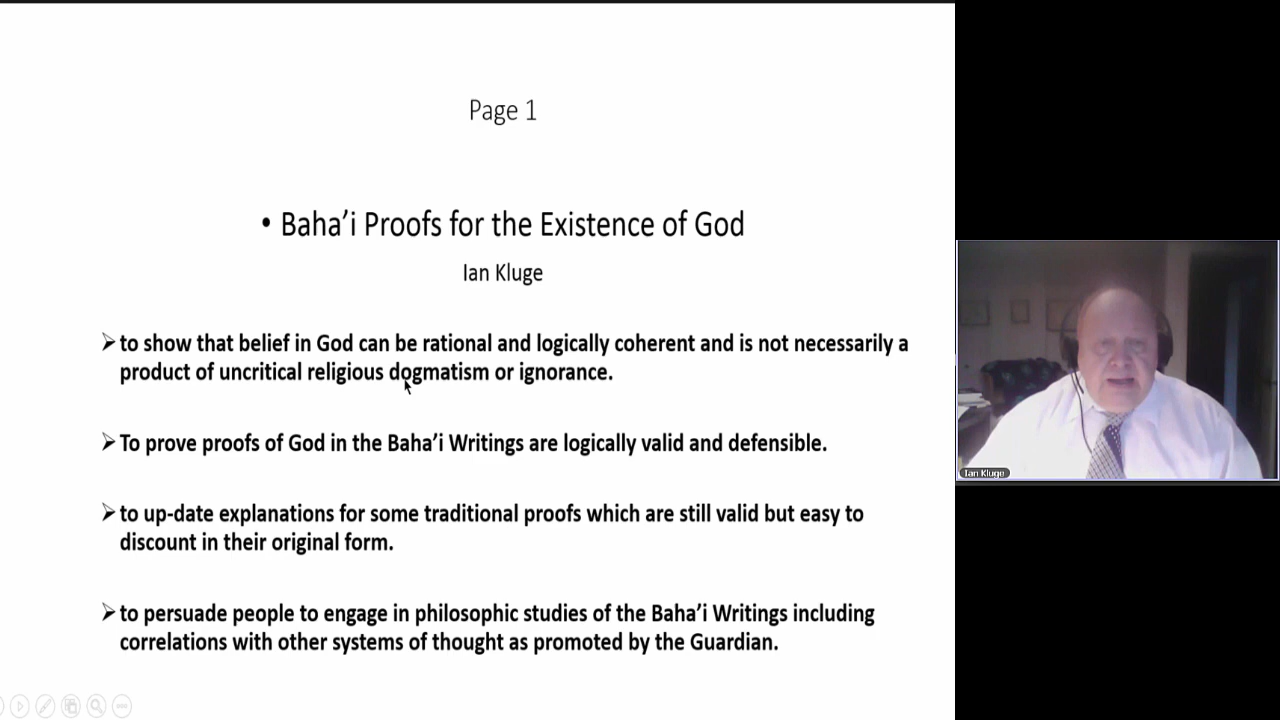 Page 1
• Baha’i Proofs for the Existence of God
Ian Kluge
➢to show that belief in God can be rational and logically coherent and is not necessarily a
product of uncritical religious dogmatism or ignorance.
➢To prove proofs of God in the Baha’i Writings are logically valid and defensible.
➢to up-date explanations for some traditional proofs which are still valid but easy to
discount in their original form.
➢to persuade people to engage in philosophic studies of the Baha’i Writings including
correlations with other systems of thought as promoted by the Guardian.
Ian Kluge